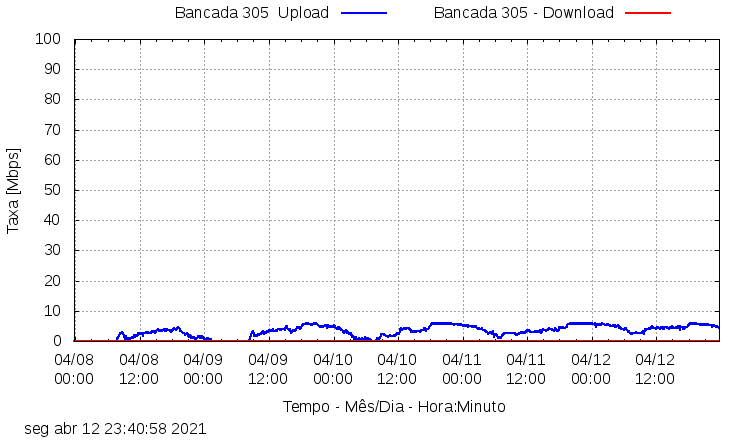 Bancada 305  Upload
Bancada 305 - Download
100
90
80
70
60
50
40
30
20
10
0
Taxa [Mbps]
04/08 04/08 04/09 04/09 04/10 04/10 04/11 04/11 04/12 04/12
00:00 12:00 00:00 12:00 00:00 12:00 00:00 12:00 00:00 12:00
Tempo - Mês/Dia - Hora:Minuto
seg abr 12 23:40:58 2021